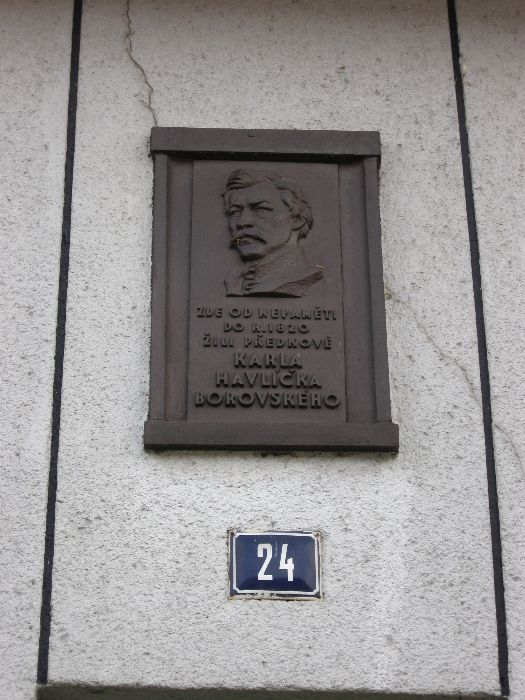 ZDE OD NEPAMĚTI
DO R.1820
ŽILI PŘEDKOVÉ
KARLA
HAVLÍČKA
BOROVSKÉHO
24